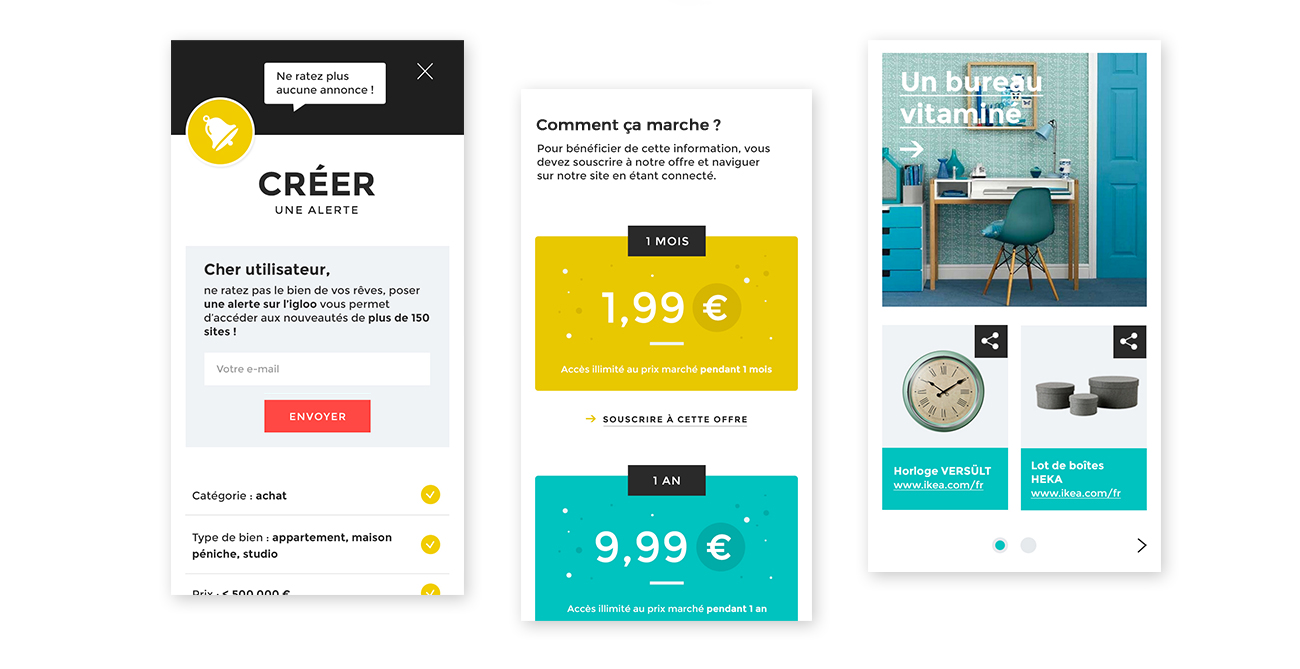 Ne ratez plus
aucune annonce !
CRÉER
UNE ALERTE
Cher utilisateur,
ne ratez pas le bien de vos rêves, poser
une alerte sur l'igloo vous permet
d'accéder aux nouveautés de plus de 150
sites !
Votre e-mail
ENVOYER
Catégorie : achat
Type de bien : appartement, maison
péniche, studio
Prix : < 500 000 €
Comment ça marche ?
Pour bénéficier de cette information, vous
devez souscrire à notre offre et naviguer
sur notre site en étant connecté.
1 MOIS
1,99 €
Accès illimité au prix marché pendant 1 mois
SOUSCRIRE À CETTE OFFRE
1 AN
9,99 €
Accès illimité au prix marché pendant 1 an
Un bureau
vitaminé
Horloge VERSÜLT
www.ikea.com/fr
Lot de boîtes
HEKA
www.ikea.com/fr